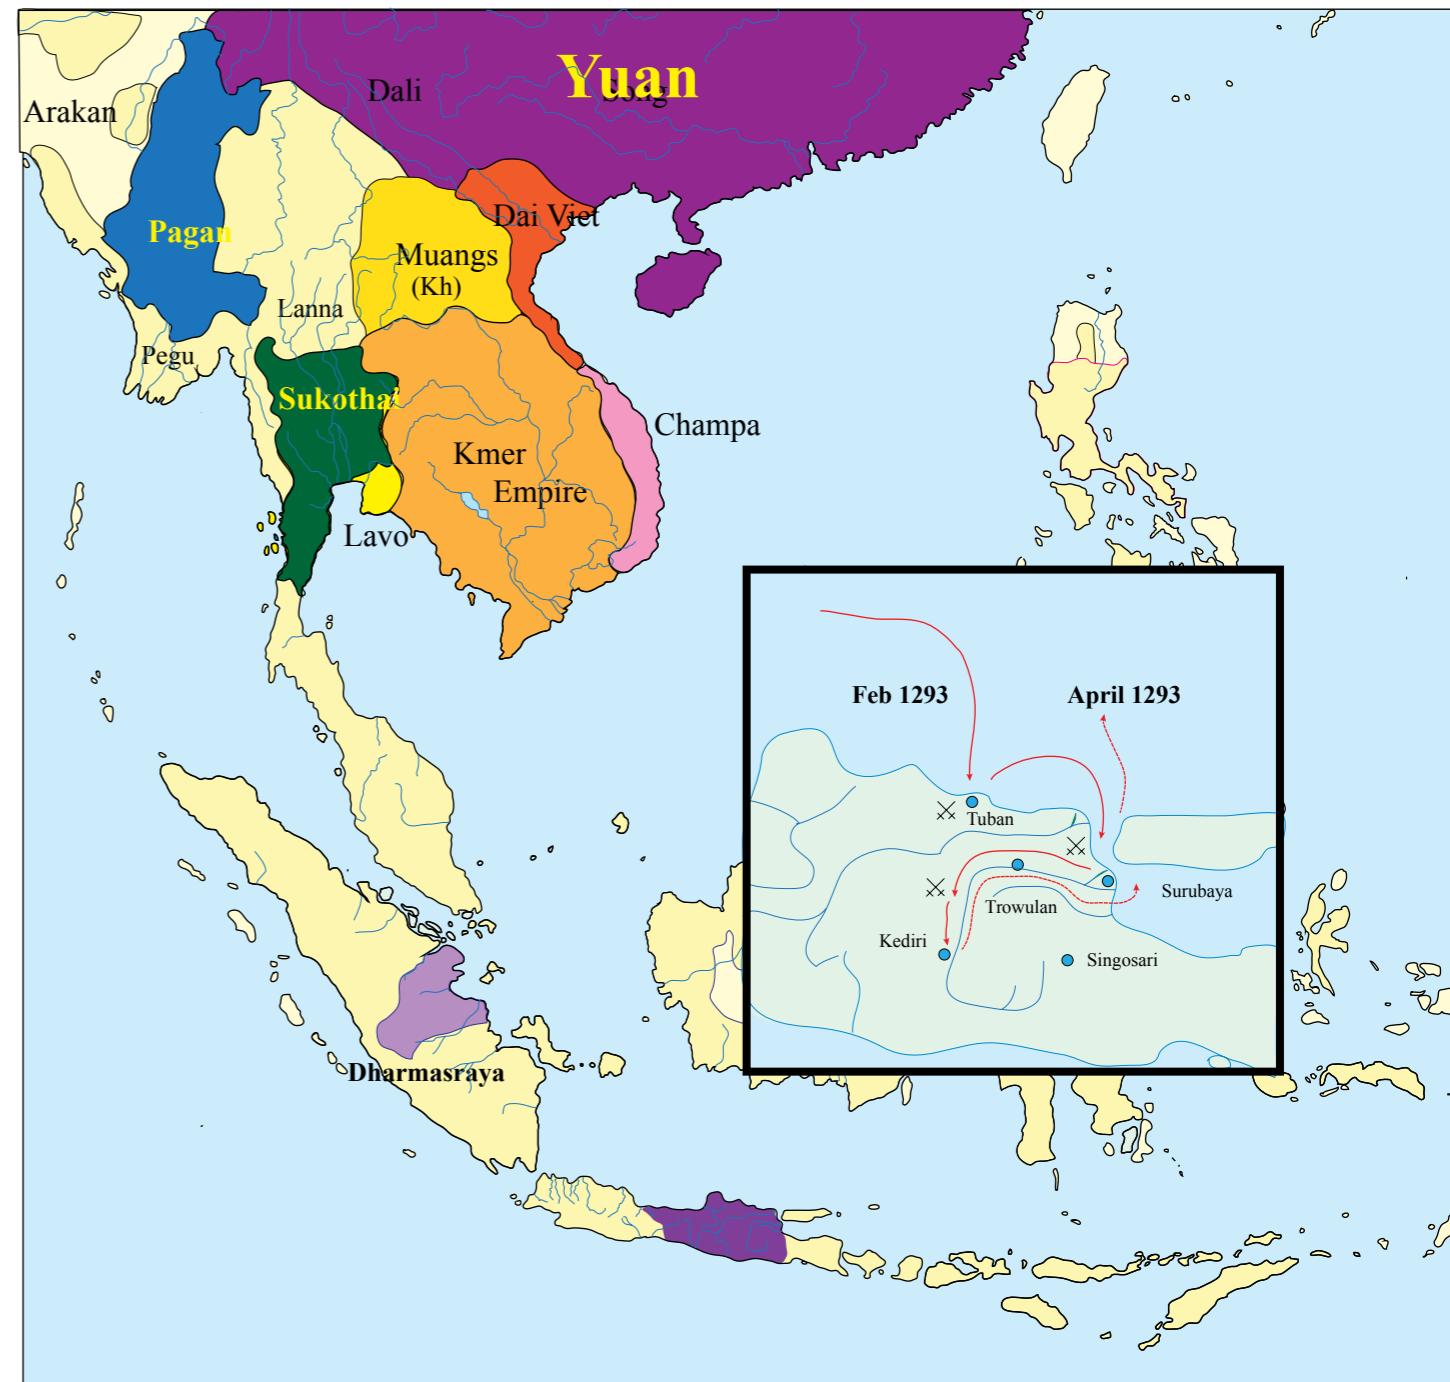 Yuan
Dali
Song
Arakan
Pagan
Dai Viet
Muangs
(Kh)
Lanna
Pegu
Sukothai
Champa
Kmer
Empire
Lavo
Feb 1293
April 1293
Tuban
Surubaya
Trowulan
Kediri
Singosari
Dharmasraya